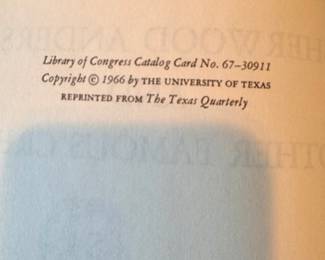 Library of Congress Catalog Card No. 67-30911
Copyright © 1966 by THE UNIVERSITY OF TEXAS
REPRINTED FROM The Texas Quarterly